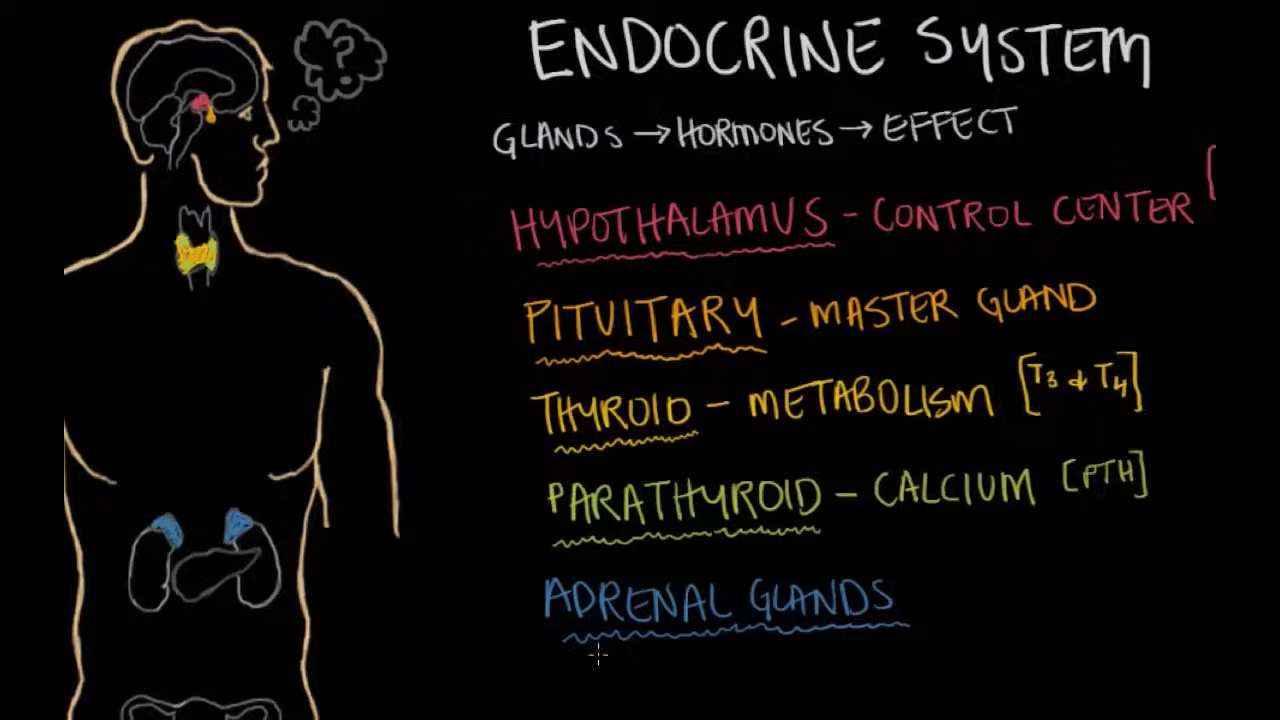 ?
ENDOCRINE SYSTEM
GLANDS → HORMONES → EFFECT
HYPOTHALAMUS - CONTROL CENTER [
PITUITARY - MASTER GLAND
THYROID - METABOLISM [T3 & T4]
PARATHYROID - CALCIUM [PTH]
ADRENAL GLANDS